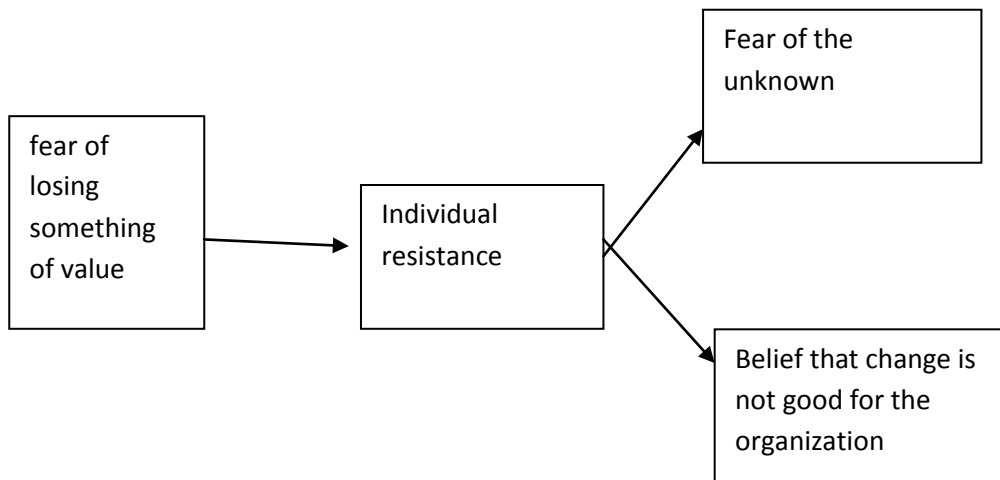 fear of
losing
something
of value
Individual
resistance
Fear of the
unknown
Belief that change is
not good for the
organization